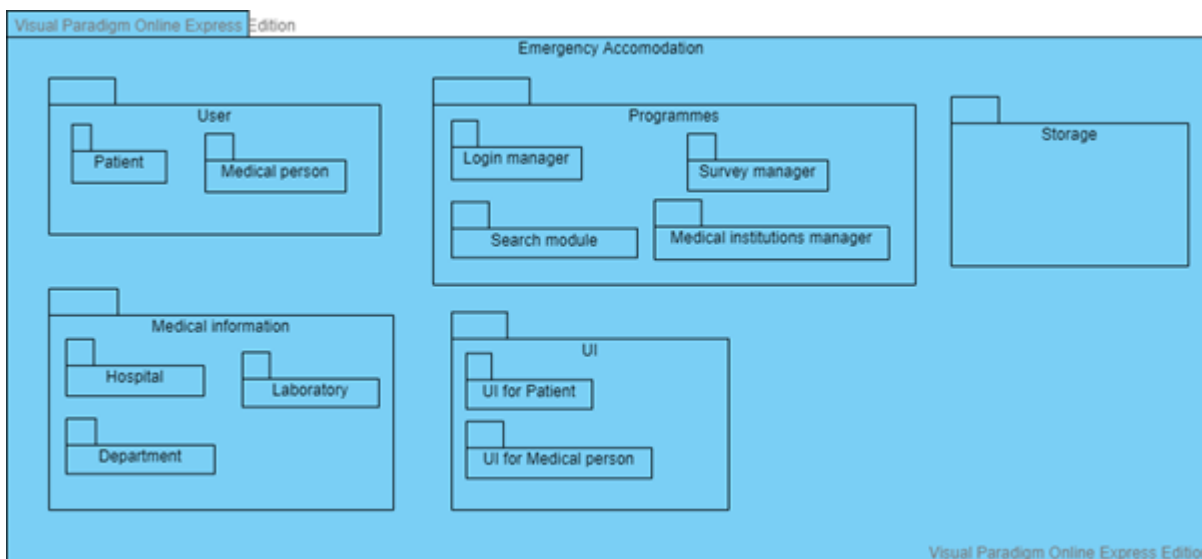 Visual Paradigm Online Express Edition
Emergency Accomodation
User
Patient
Medical person
Programmes
Login manager
Survey manager
Search module
Medical institutions manager
Storage
Medical information
Hospital
Laboratory
Department
UI
UI for Patient
UI for Medical person
Visual Paradigm Online Express Edition